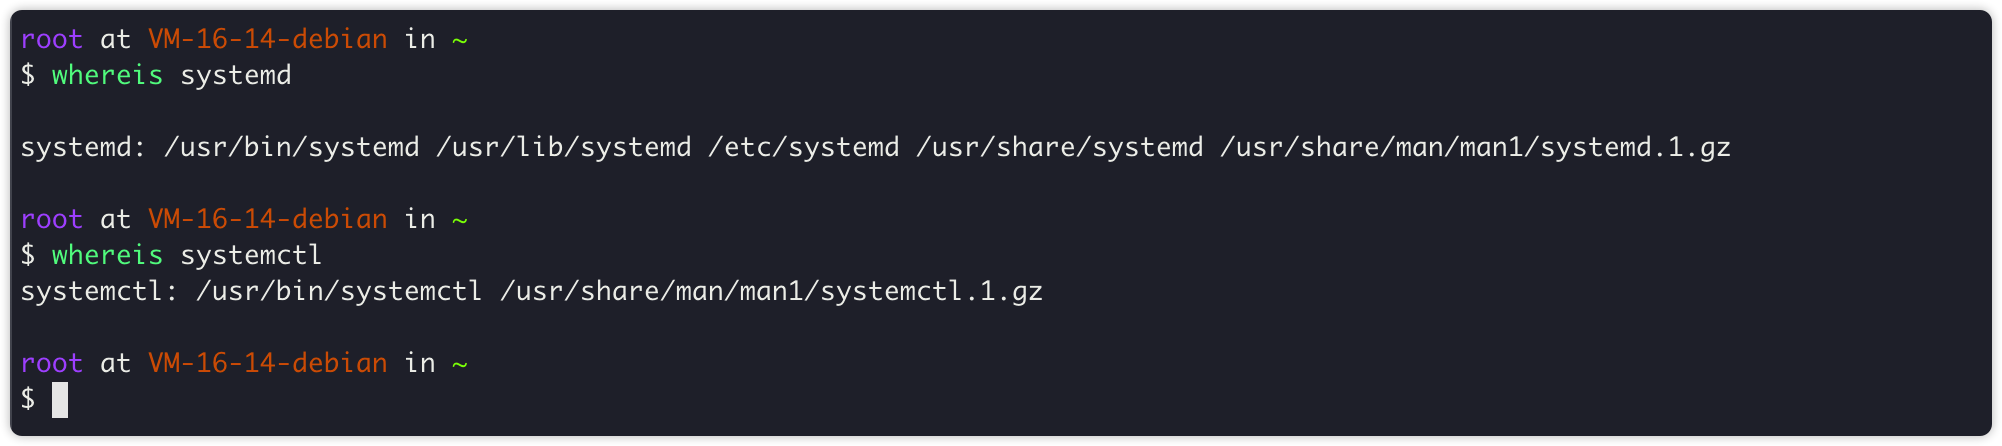 root at VM-16-14-debian in ~
$ whereis systemd
systemd: /usr/bin/systemd /usr/lib/systemd /etc/systemd /usr/share/systemd /usr/share/man/man1/systemd.1.gz
root at VM-16-14-debian in ~
$ whereis systemctl
systemctl: /usr/bin/systemctl /usr/share/man/man1/systemctl.1.gz
root at VM-16-14-debian in ~
$